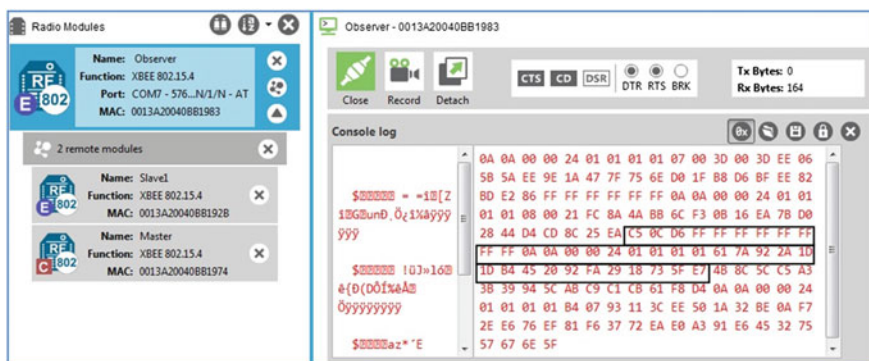 Radio Modules
Name: Observer
Function: XBEE 802.15.4
Port: COM7 - 576...N/1/N - AT
MAC: 0013A20040BB1983
RF
E 802
2 remote modules
Name: Slave1
Function: XBEE 802.15.4
MAC: 0013A20040BB192B
RF
E 802
Name: Master
Function: XBEE 802.15.4
MAC: 0013A20040BB1974
RF
C 802
Observer - 0013A20040BB1983
Close
Record
Detach
CTS CD DSR
DTR RTS BRK
Tx Bytes: 0
Rx Bytes: 164
Console log
0A 0A 00 00 24 01 01 01 01 07 00 3D 00 3D EE 06
5B 5A EE 9E 1A 47 7F 75 6E D0 1F B8 D6 BF EE 82
BD E2 86 FF FF FF FF FF FF 0A 0A 00 00 24 01 01
01 01 08 00 21 FC 8A 4A BB 6C F3 0B 16 EA 7B D0
28 44 D4 CD 8C 25 EA C5 0C D6 FF FF FF FF FF FF
FF FF 0A 0A 00 00 24 01 01 01 01 61 7A 92 2A 1D
1D B4 45 20 92 FA 29 18 73 5F E7 4B 8C 5C C5 A3
3B 39 94 5C AB C9 C1 CB 61 F8 D4 0A 0A 00 00 24
01 01 01 01 B4 07 93 11 3C EE 50 1A 32 BE 0A F7
2E E6 76 EF 81 F6 37 72 EA E0 A3 91 E6 45 32 75
57 67 6E 5F